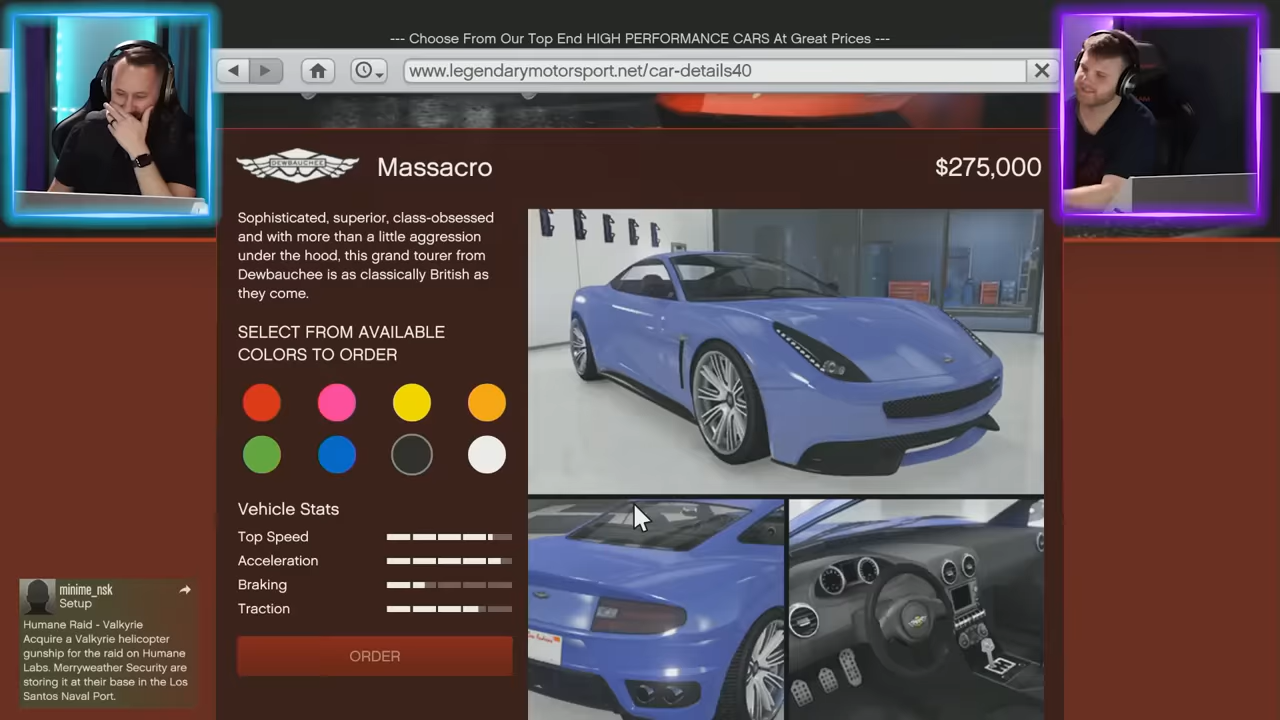 --- Choose From Our Top End HIGH PERFORMANCE CARS At Great Prices ---
www.legendarymotorsport.net/car-details40
DEWBAUCHEE
Massacro
$275,000
Sophisticated, superior, class-obsessed
and with more than a little aggression
under the hood, this grand tourer from
Dewbauchee is as classically British as
they come.
SELECT FROM AVAILABLE
COLORS TO ORDER
Vehicle Stats
Top Speed
Acceleration
Braking
Traction
ORDER
minime_nsk
Setup
Humane Raid - Valkyrie
Acquire a Valkyrie helicopter
gunship for the raid on Humane
Labs. Merryweather Security are
storing it at their base in the Los
Santos Naval Port.